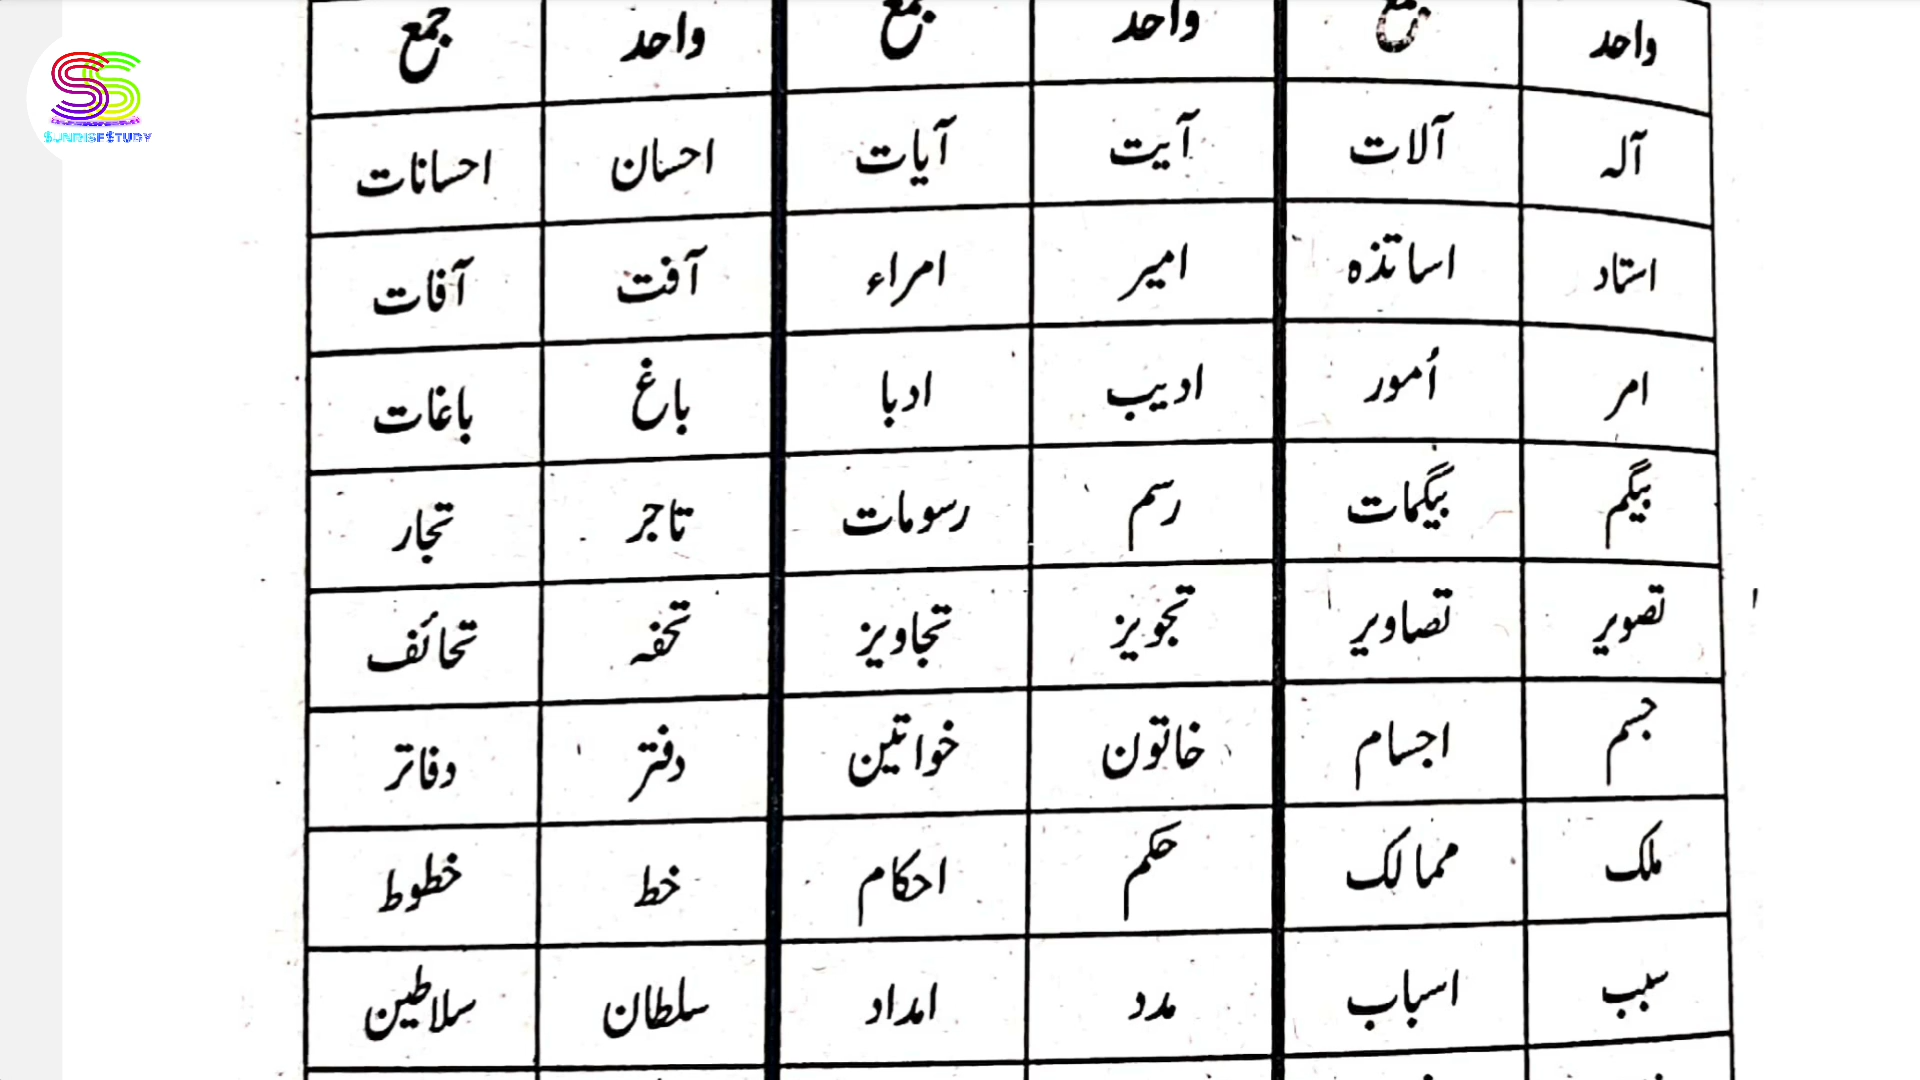 واحد جمع واحد جمع واحد جمع
آلہ آلات آیت آیات احسان احسانات
استاد اساتذہ امیر امراء آفت آفات
امر اُمور ادیب ادبا باغ باغات
بیگم بیگمات رسم رسومات تاجر تجار
تصویر تصاویر تجویز تجاویز تحفہ تحائف
جسم اجسام خاتون خواتین دفتر دفاتر
ملک ممالک حکم احکام خط خطوط
سبب اسباب مدد امداد سلطان سلاطین
SS
SUNRISESTUDY